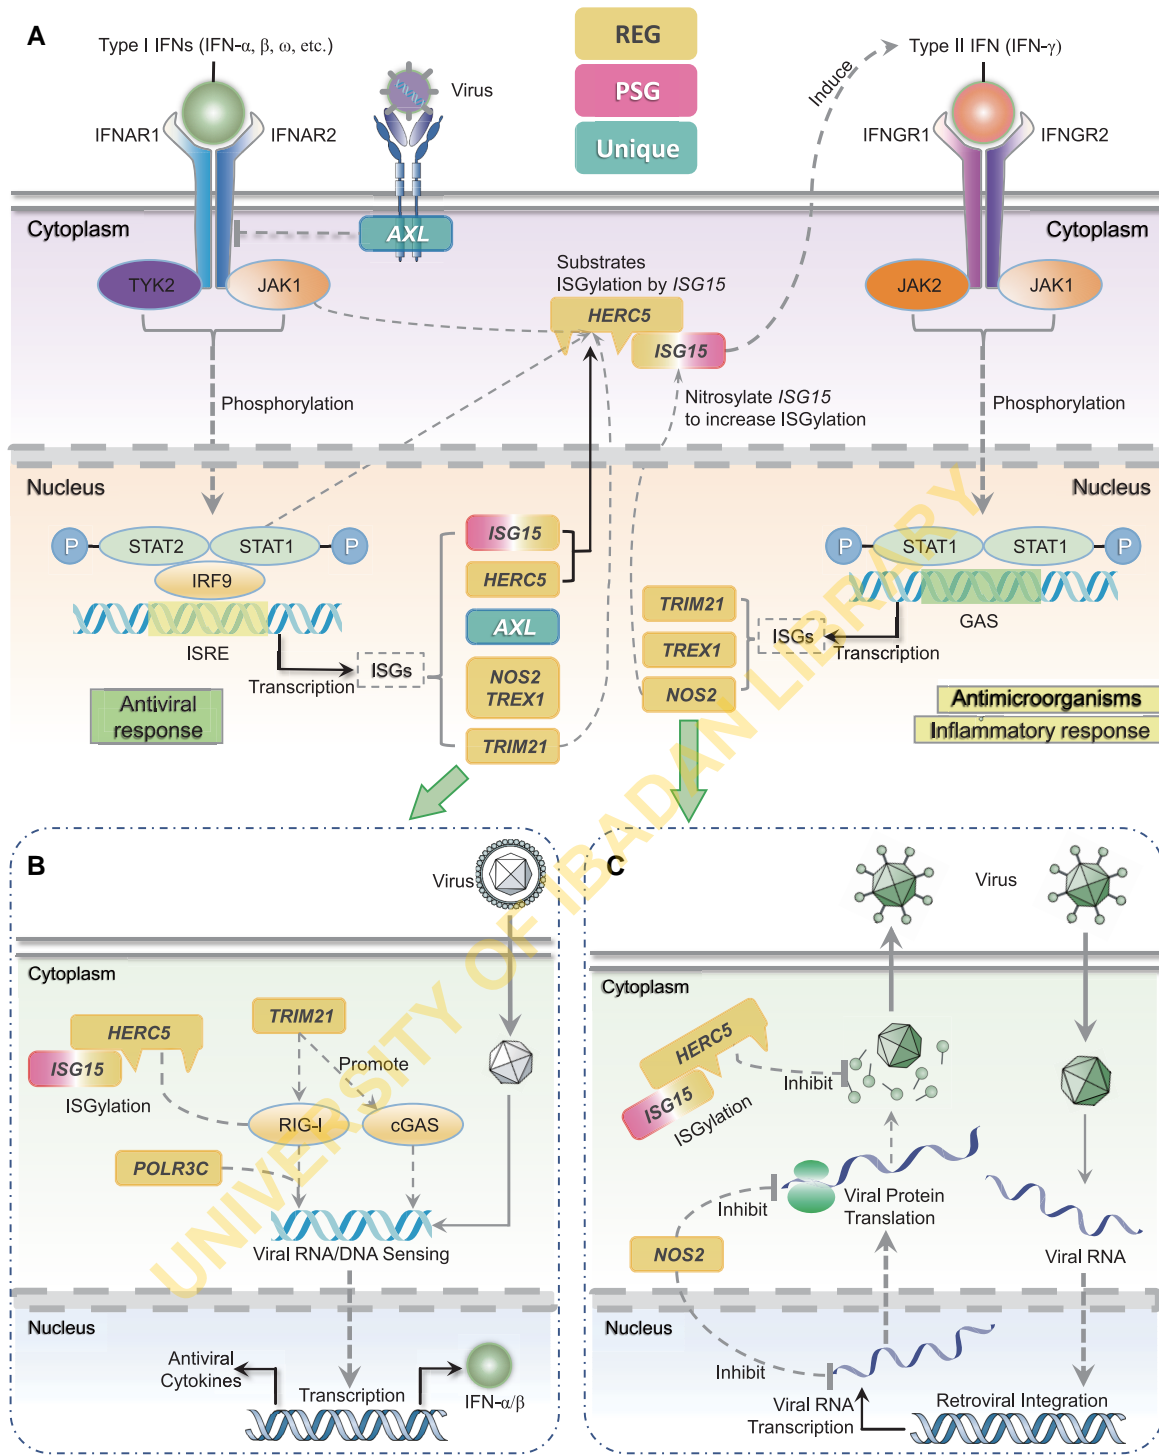 A
Type I IFNs (IFN-α, β, ω, etc.)
Virus
IFNAR1
IFNAR2
REG
PSG
Unique
Induce
Type II IFN (IFN-γ)
IFNGR1
IFNGR2
Cytoplasm
Cytoplasm
AXL
TYK2
JAK1
Substrates
ISGylation by ISG15
HERC5
ISG15
JAK2
JAK1
Phosphorylation
Nitrosylate ISG15
to increase ISGylation
Phosphorylation
Nucleus
Nucleus
P
STAT2
STAT1
P
IRF9
ISRE
Transcription
ISGs
ISG15
HERC5
AXL
NOS2
TREX1
TRIM21
TRIM21
TREX1
NOS2
ISGs
P
STAT1
STAT1
P
GAS
Transcription
Antiviral
response
Antimicroorganisms
Inflammatory response
UNIVERSITY OF IBADAN LIBRARY
B
Virus
Cytoplasm
HERC5
ISG15
ISGylation
TRIM21
Promote
RIG-I
cGAS
POLR3C
Viral RNA/DNA Sensing
Nucleus
Antiviral
Cytokines
Transcription
IFN-α/β
C
Virus
Cytoplasm
HERC5
ISG15
ISGylation
Inhibit
Inhibit
Viral Protein
Translation
NOS2
Viral RNA
Nucleus
Inhibit
Viral RNA
Transcription
Retroviral Integration